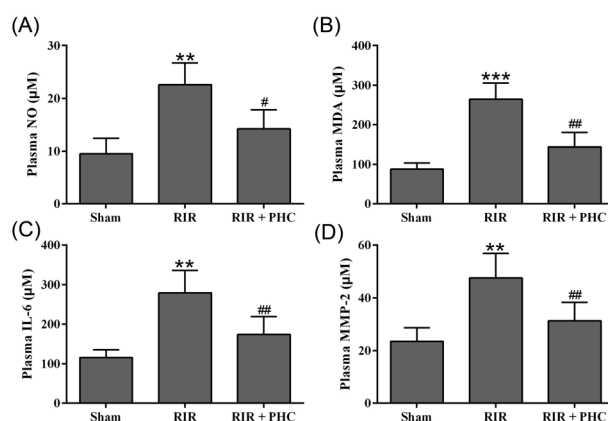 (A)
Plasma NO (μM)
30
20
10
0
**
#
Sham RIR RIR + PHC
(B)
Plasma MDA (μM)
400
300
200
100
0
***
##
Sham RIR RIR + PHC
(C)
Plasma IL-6 (μM)
400
300
200
100
0
**
##
Sham RIR RIR + PHC
(D)
Plasma MMP-2 (μM)
60
40
20
0
**
##
Sham RIR RIR + PHC